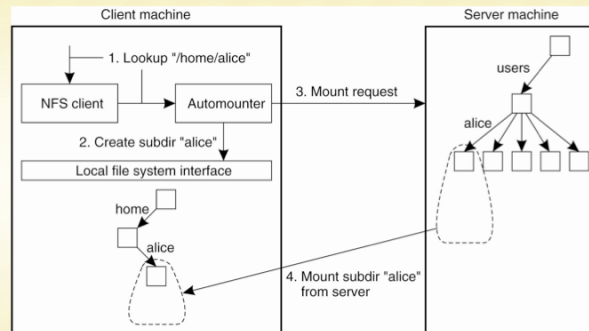 Client machine
Server machine
1. Lookup "/home/alice"
users
NFS client
Automounter
3. Mount request
alice
2. Create subdir "alice"
Local file system interface
home
alice
4. Mount subdir "alice"
from server